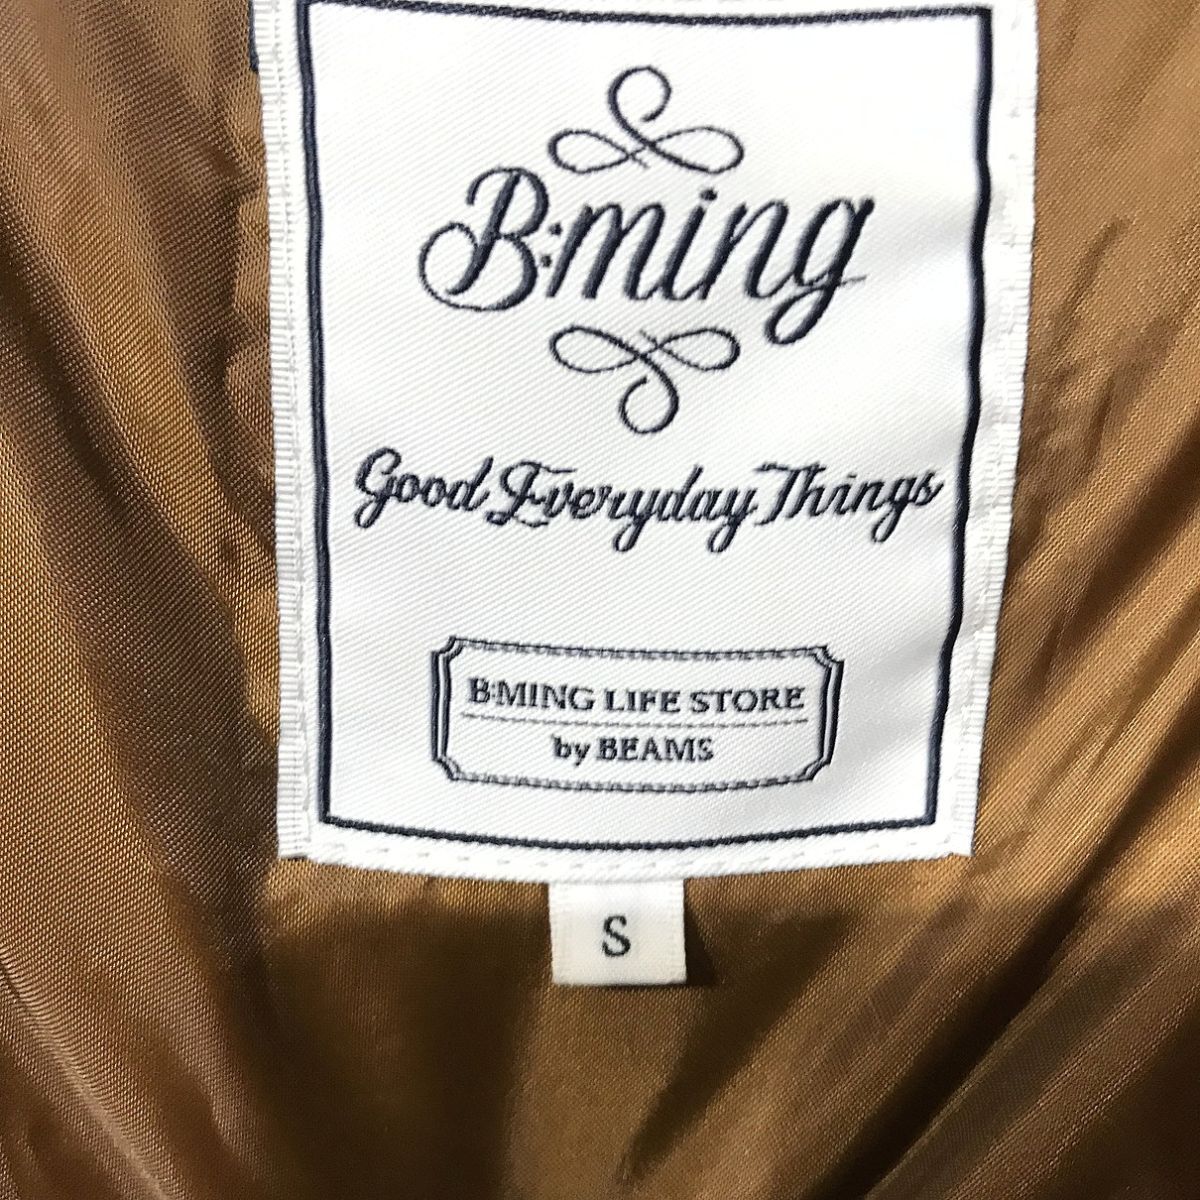 B:ming
Good Everyday Things
B:MING LIFE STORE
by BEAMS
S